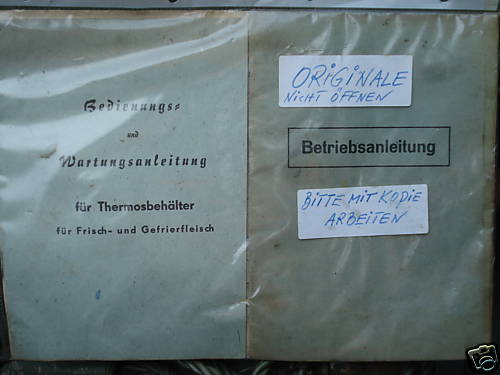 Bedienungs=
und
Wartungsanleitung
für Thermosbehälter
für Frisch- und Gefrierfleisch
ORIGINALE
NICHT ÖFFNEN
Betriebsanleitung
BITTE MIT KOPIE
ARBEITEN